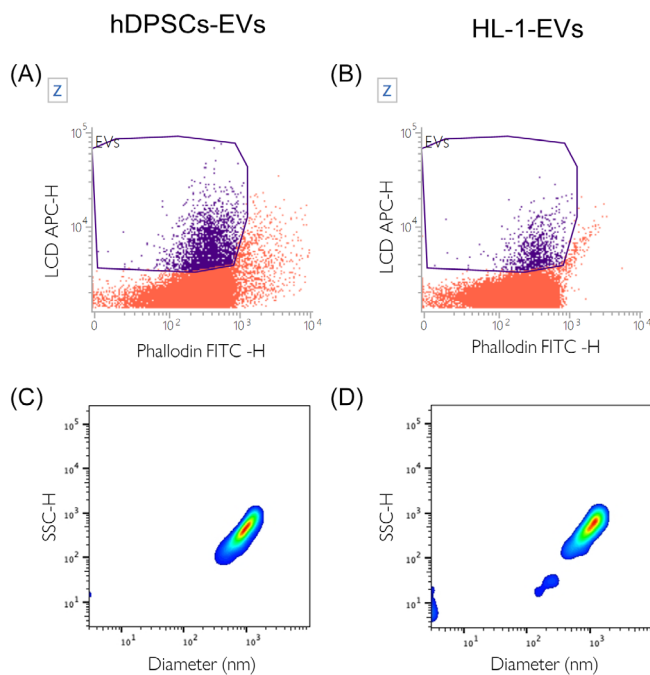 hDPSCs-EVs
HL-1-EVs
(A)
Z
10^5
EVs
10^4
LCD APC-H
0
10^2
10^3
10^4
Phallodin FITC -H
(B)
Z
10^5
EVs
10^4
LCD APC-H
0
10^2
10^3
10^4
Phallodin FITC -H
(C)
10^5
10^4
10^3
10^2
10^1
SSC-H
10^1
10^2
10^3
Diameter (nm)
(D)
10^5
10^4
10^3
10^2
10^1
SSC-H
10^1
10^2
10^3
Diameter (nm)